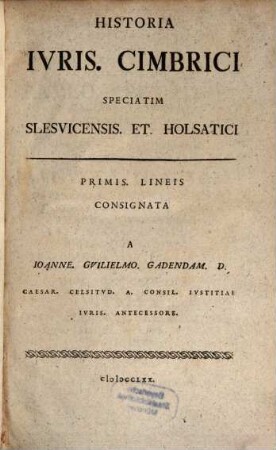 HISTORIA
IVRIS. CIMBRICI
SPECIATIM
SLESVICENSIS. ET. HOLSATICI
PRIMIS. LINEIS
CONSIGNATA
A
IOANNE. GVILIELMO. GADENDAM. D.
CAESAR. CELSITVD. A. CONSIL. IVSTITIAE
IVRIS. ANTECESSORE.
CIↃIↃCCLXX.